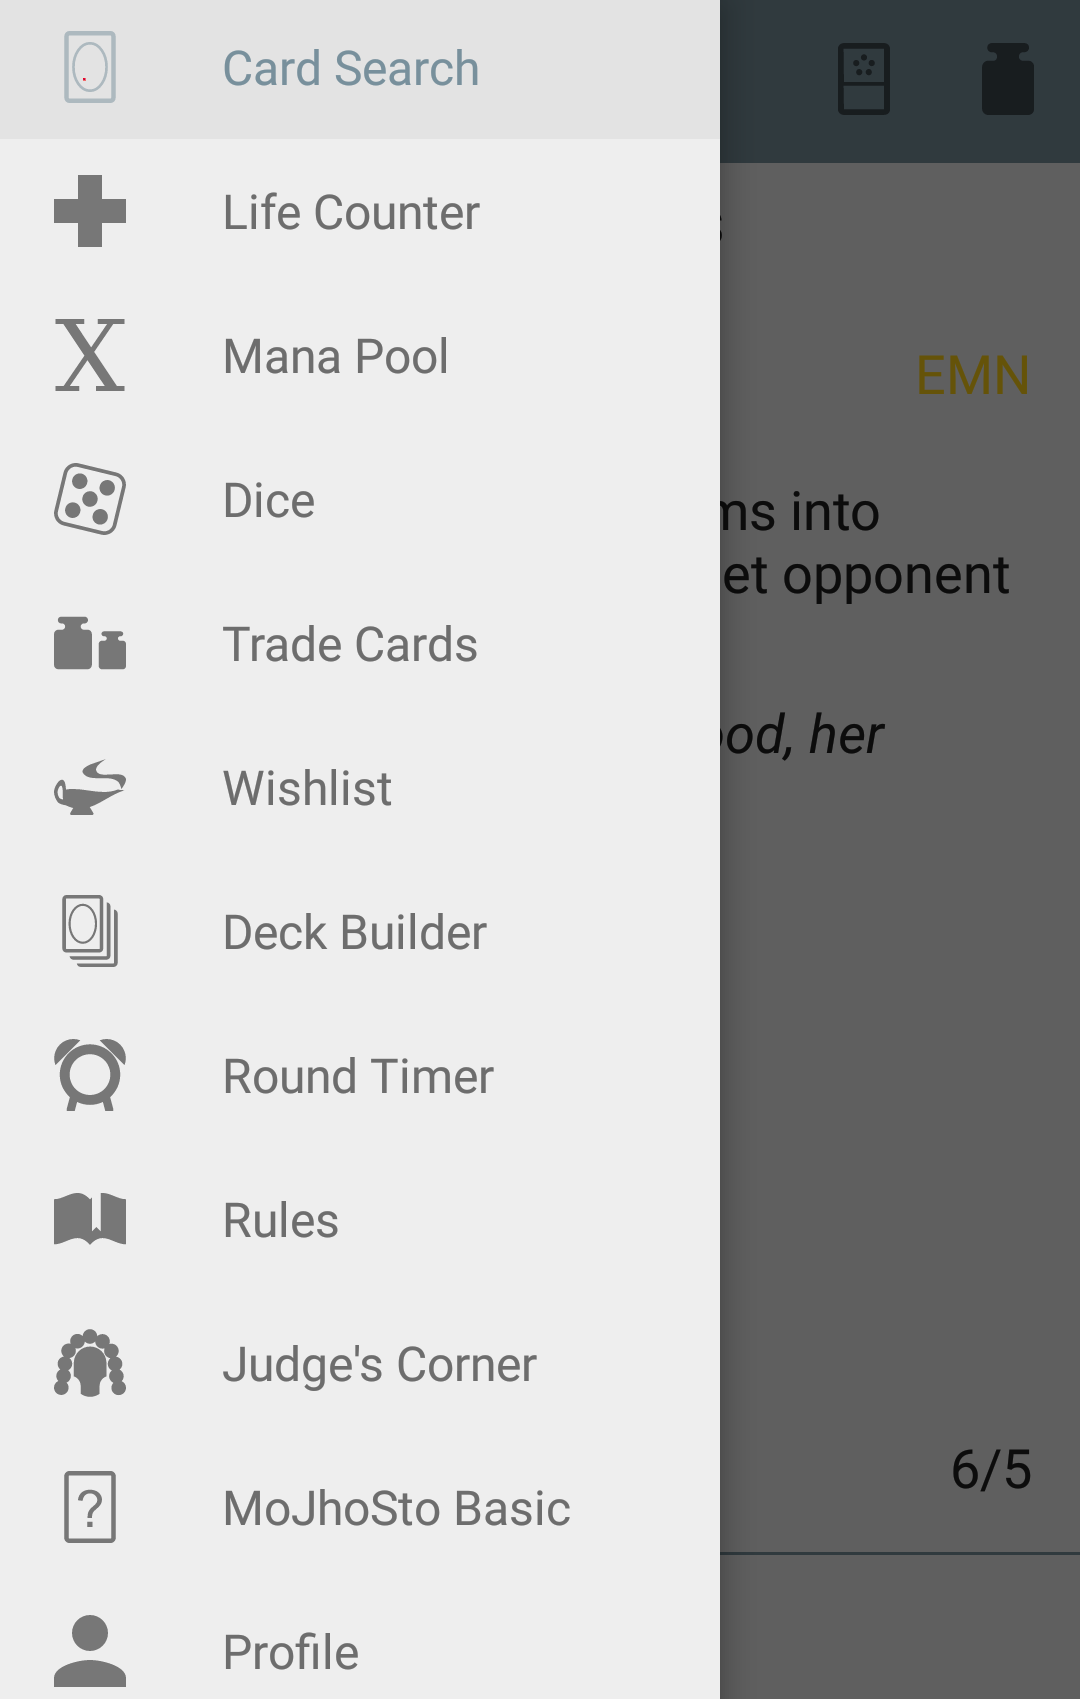 Card Search
Life Counter
Mana Pool
EMN
Dice
ms into
et opponent
Trade Cards
ood, her
Wishlist
Deck Builder
Round Timer
Rules
Judge's Corner
6/5
? MoJhoSto Basic
Profile